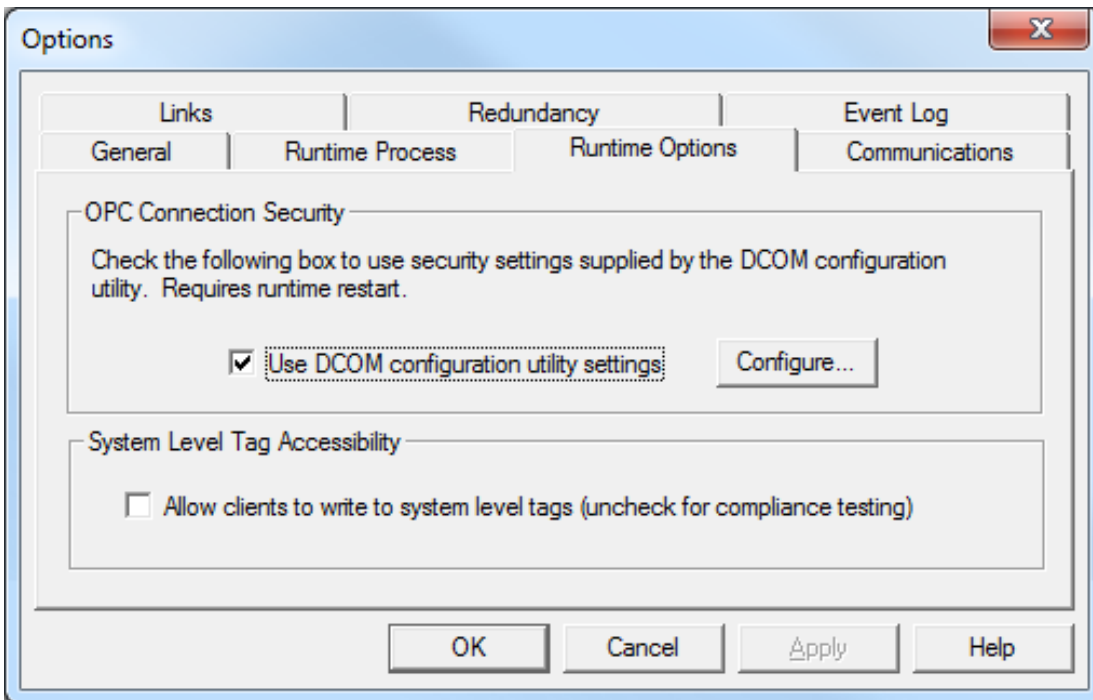 Options
Links Redundancy Event Log
General Runtime Process Runtime Options Communications
OPC Connection Security
Check the following box to use security settings supplied by the DCOM configuration
utility. Requires runtime restart.
Use DCOM configuration utility settings Configure...
System Level Tag Accessibility
Allow clients to write to system level tags (uncheck for compliance testing)
OK Cancel Apply Help